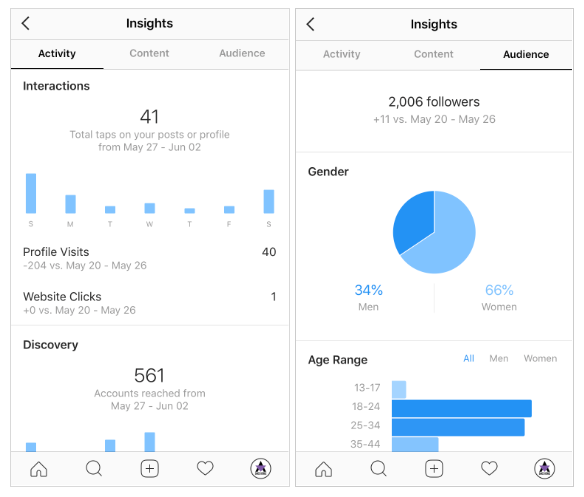 Insights
Activity Content Audience
Interactions
41
Total taps on your posts or profile
from May 27 - Jun 02
S M T W T F S
Profile Visits 40
-204 vs. May 20 - May 26
Website Clicks 1
+0 vs. May 20 - May 26
Discovery
561
Accounts reached from
May 27 - Jun 02
Insights
Activity Content Audience
2,006 followers
+11 vs. May 20 - May 26
Gender
34% 66%
Men Women
Age Range All Men Women
13-17
18-24
25-34
35-44